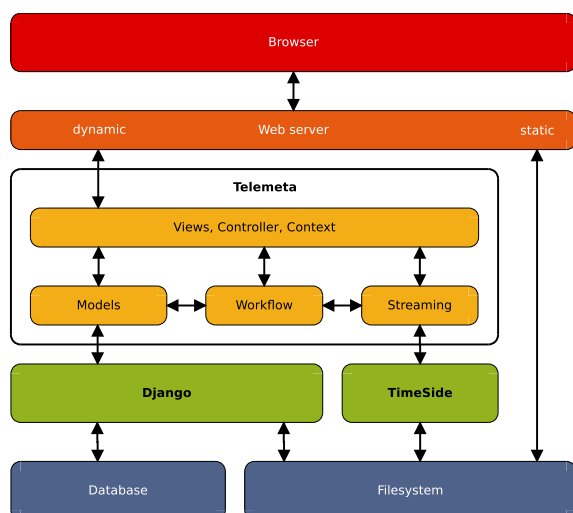 Browser
dynamic Web server static
Telemeta
Views, Controller, Context
Models Workflow Streaming
Django TimeSide
Database Filesystem